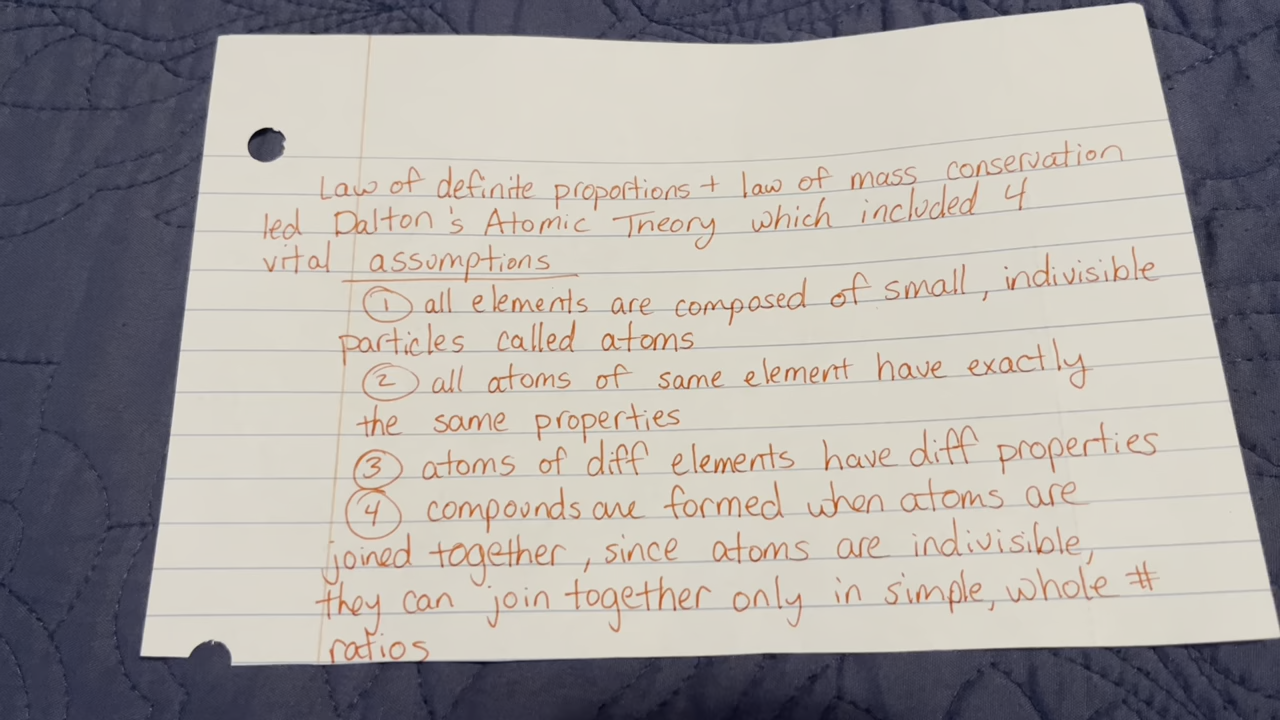 Law of definite proportions + law of mass conservation
led Dalton's Atomic Theory which included 4
vital assumptions
① all elements are composed of small, indivisible
particles called atoms
② all atoms of same element have exactly
the same properties
③ atoms of diff elements have diff properties
④ compounds are formed when atoms are
joined together, since atoms are indivisible,
they can join together only in simple, whole #
ratios